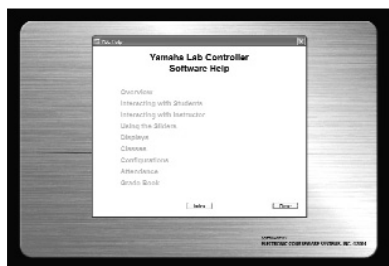 Yamaha Lab Controller
Software Help
Overview
Interacting with Students
Interacting with Instructor
Using the Sliders
Displays
Classes
Configurations
Attendance
Grade Book
Index